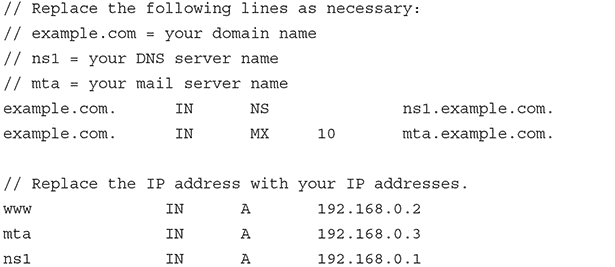 // Replace the following lines as necessary:
// example.com = your domain name
// ns1 = your DNS server name
// mta = your mail server name
example.com. IN NS ns1.example.com.
example.com. IN MX 10 mta.example.com.
// Replace the IP address with your IP addresses.
www IN A 192.168.0.2
mta IN A 192.168.0.3
ns1 IN A 192.168.0.1